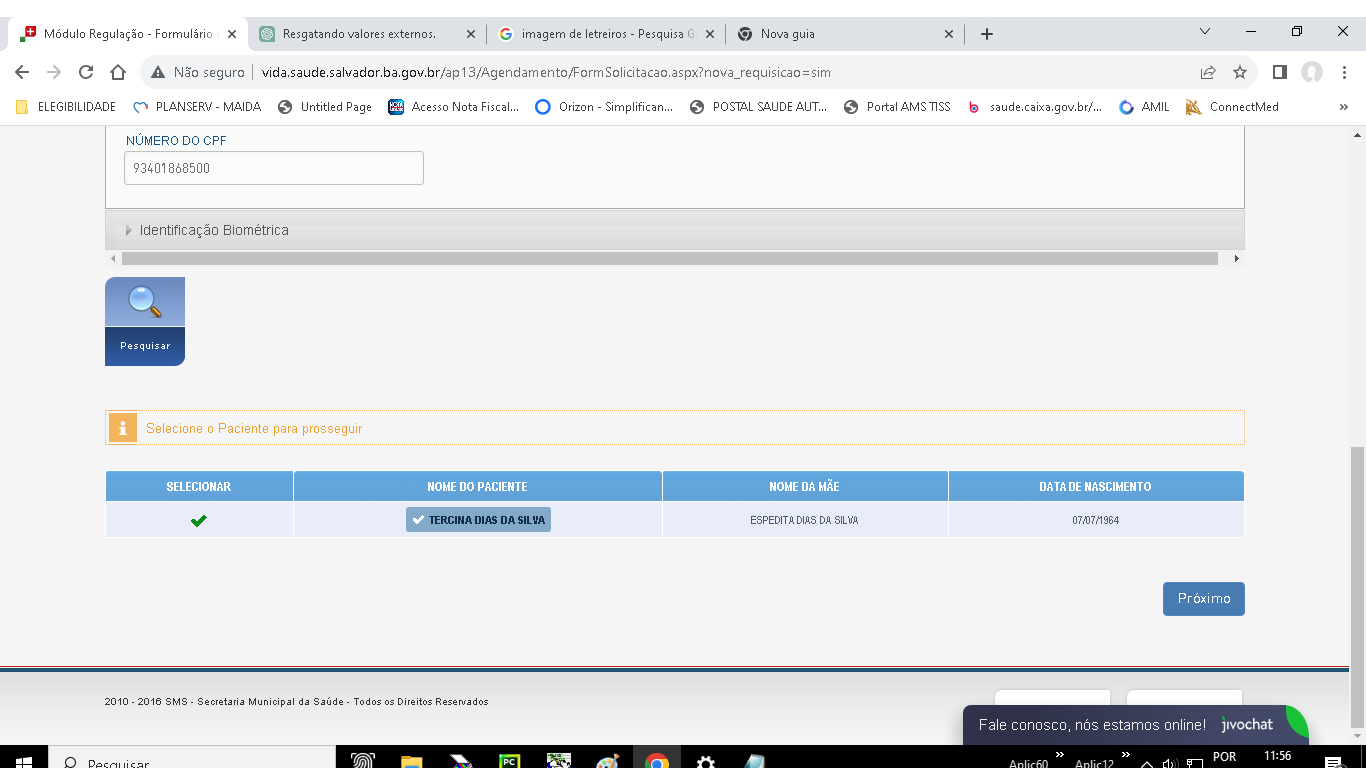 Módulo Regulação - Formulário
Resgatando valores externos.
imagem de letreiros - Pesquisa G
Nova guia
Não seguro
vida.saude.salvador.ba.gov.br/ap13/Agendamento/FormSolicitacao.aspx?nova_requisicao=sim
ELEGIBILIDADE
PLANSERV - MAIDA
Untitled Page
Acesso Nota Fiscal...
Orizon - Simplifican...
POSTAL SAUDE AUT...
Portal AMS TISS
saude.caixa.gov.br/...
AMIL
ConnectMed
»
NÚMERO DO CPF
93401868500
Identificação Biométrica
Pesquisar
Selecione o Paciente para prosseguir
SELECIONAR
NOME DO PACIENTE
NOME DA MÃE
DATA DE NASCIMENTO
TERCINA DIAS DA SILVA
ESPEDITA DIAS DA SILVA
07/07/1964
Próximo
2010 - 2016 SMS - Secretaria Municipal da Saúde - Todos os Direitos Reservados
Fale conosco, nós estamos online!
jivochat
Pesquisar
PC
Aplic60
»
Aplic12
»
POR
11:56